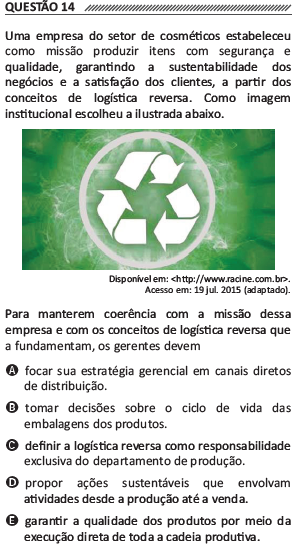 QUESTÃO 14
Uma empresa do setor de cosméticos estabeleceu
como missão produzir itens com segurança e
qualidade, garantindo a sustentabilidade dos
negócios e a satisfação dos clientes, a partir dos
conceitos de logística reversa. Como imagem
institucional escolheu a ilustrada abaixo.
Disponível em: <http://www.racine.com.br>.
Acesso em: 19 jul. 2015 (adaptado).
Para manterem coerência com a missão dessa
empresa e com os conceitos de logística reversa que
a fundamentam, os gerentes devem
A focar sua estratégia gerencial em canais diretos
de distribuição.
B tomar decisões sobre o ciclo de vida das
embalagens dos produtos.
C definir a logística reversa como responsabilidade
exclusiva do departamento de produção.
D propor ações sustentáveis que envolvam
atividades desde a produção até a venda.
E garantir a qualidade dos produtos por meio da
execução direta de toda a cadeia produtiva.